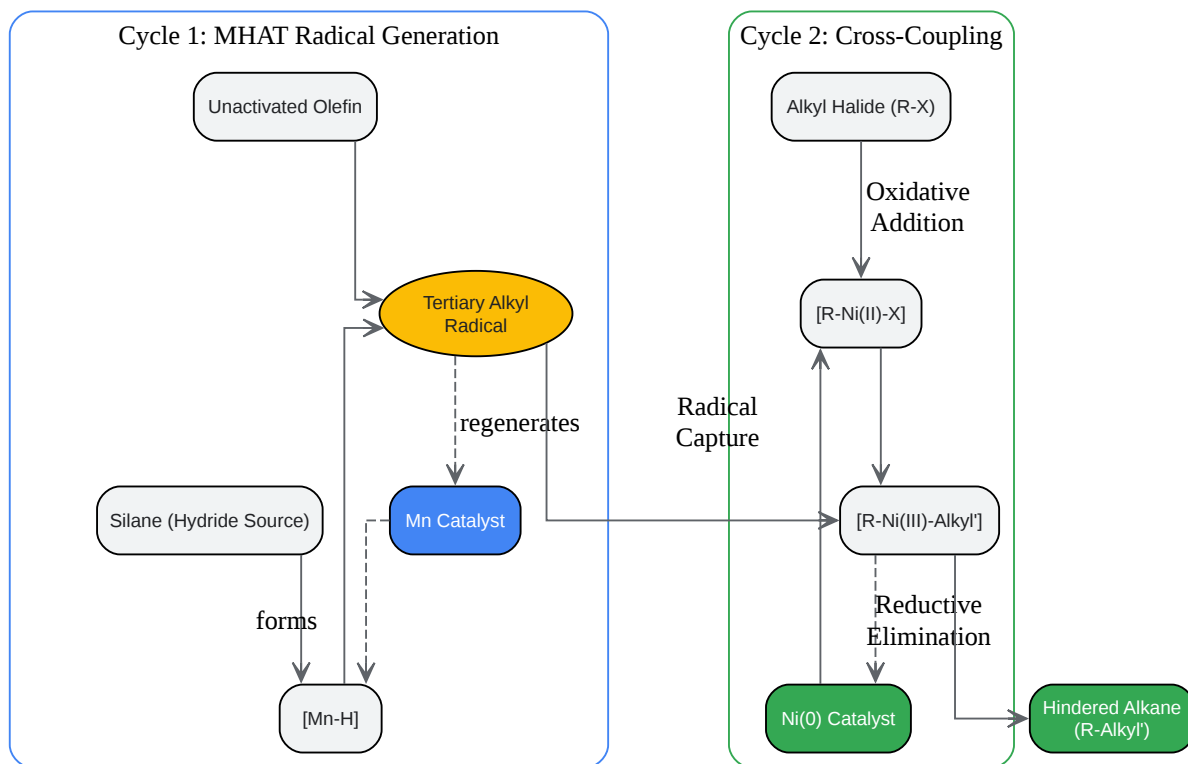 Cycle 1: MHAT Radical Generation
Cycle 2: Cross-Coupling
Unactivated Olefin
Alkyl Halide (R-X)
Oxidative
Addition
Tertiary Alkyl
Radical
[R-Ni(II)-X]
regenerates
Radical
Capture
Silane (Hydride Source)
Mn Catalyst
[R-Ni(III)-Alkyl']
forms
Reductive
Elimination
[Mn-H]
Ni(0) Catalyst
Hindered Alkane
(R-Alkyl')